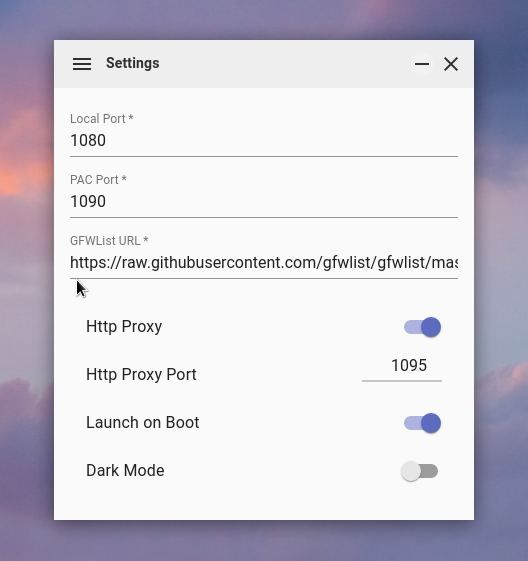 Settings
Local Port *
1080
PAC Port *
1090
GFWList URL *
https://raw.githubusercontent.com/gfwlist/gfwlist/mas
Http Proxy
Http Proxy Port
1095
Launch on Boot
Dark Mode